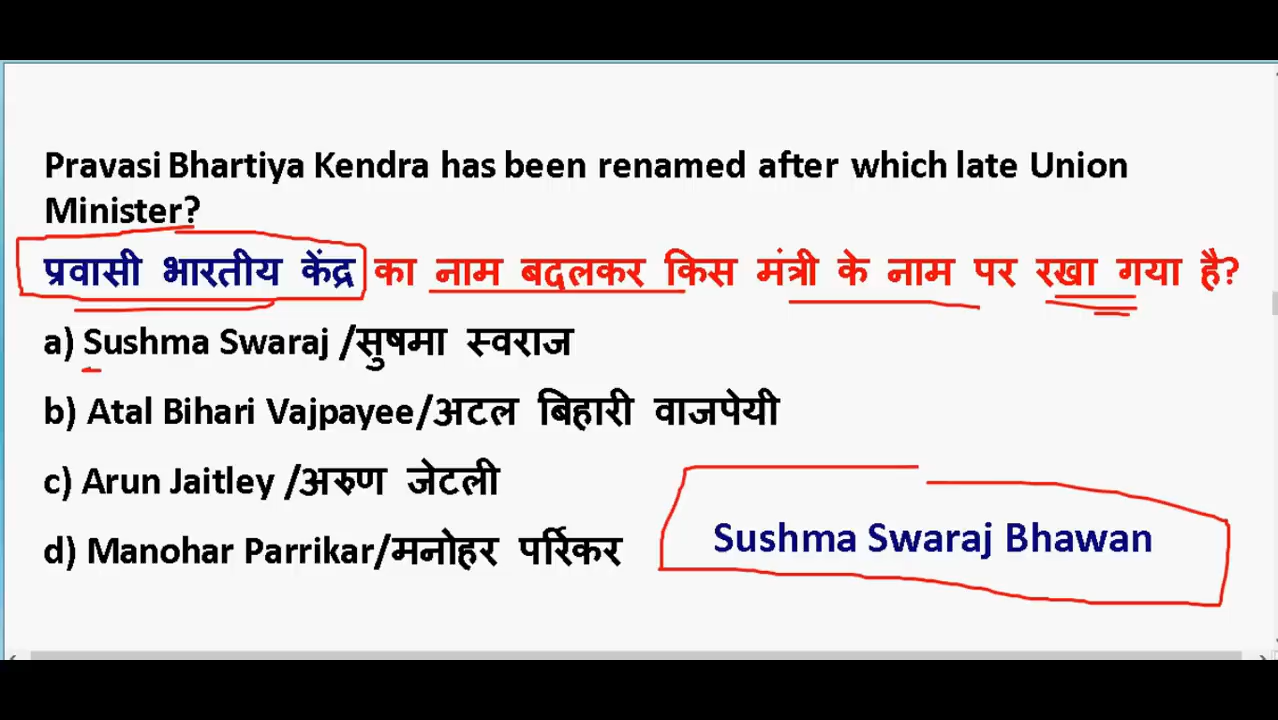 Pravasi Bhartiya Kendra has been renamed after which late Union
Minister?
प्रवासी भारतीय केंद्र का नाम बदलकर किस मंत्री के नाम पर रखा गया है?
a) Sushma Swaraj /सुषमा स्वराज
b) Atal Bihari Vajpayee/अटल बिहारी वाजपेयी
c) Arun Jaitley /अरुण जेटली
d) Manohar Parrikar/मनोहर पर्रिकर
Sushma Swaraj Bhawan